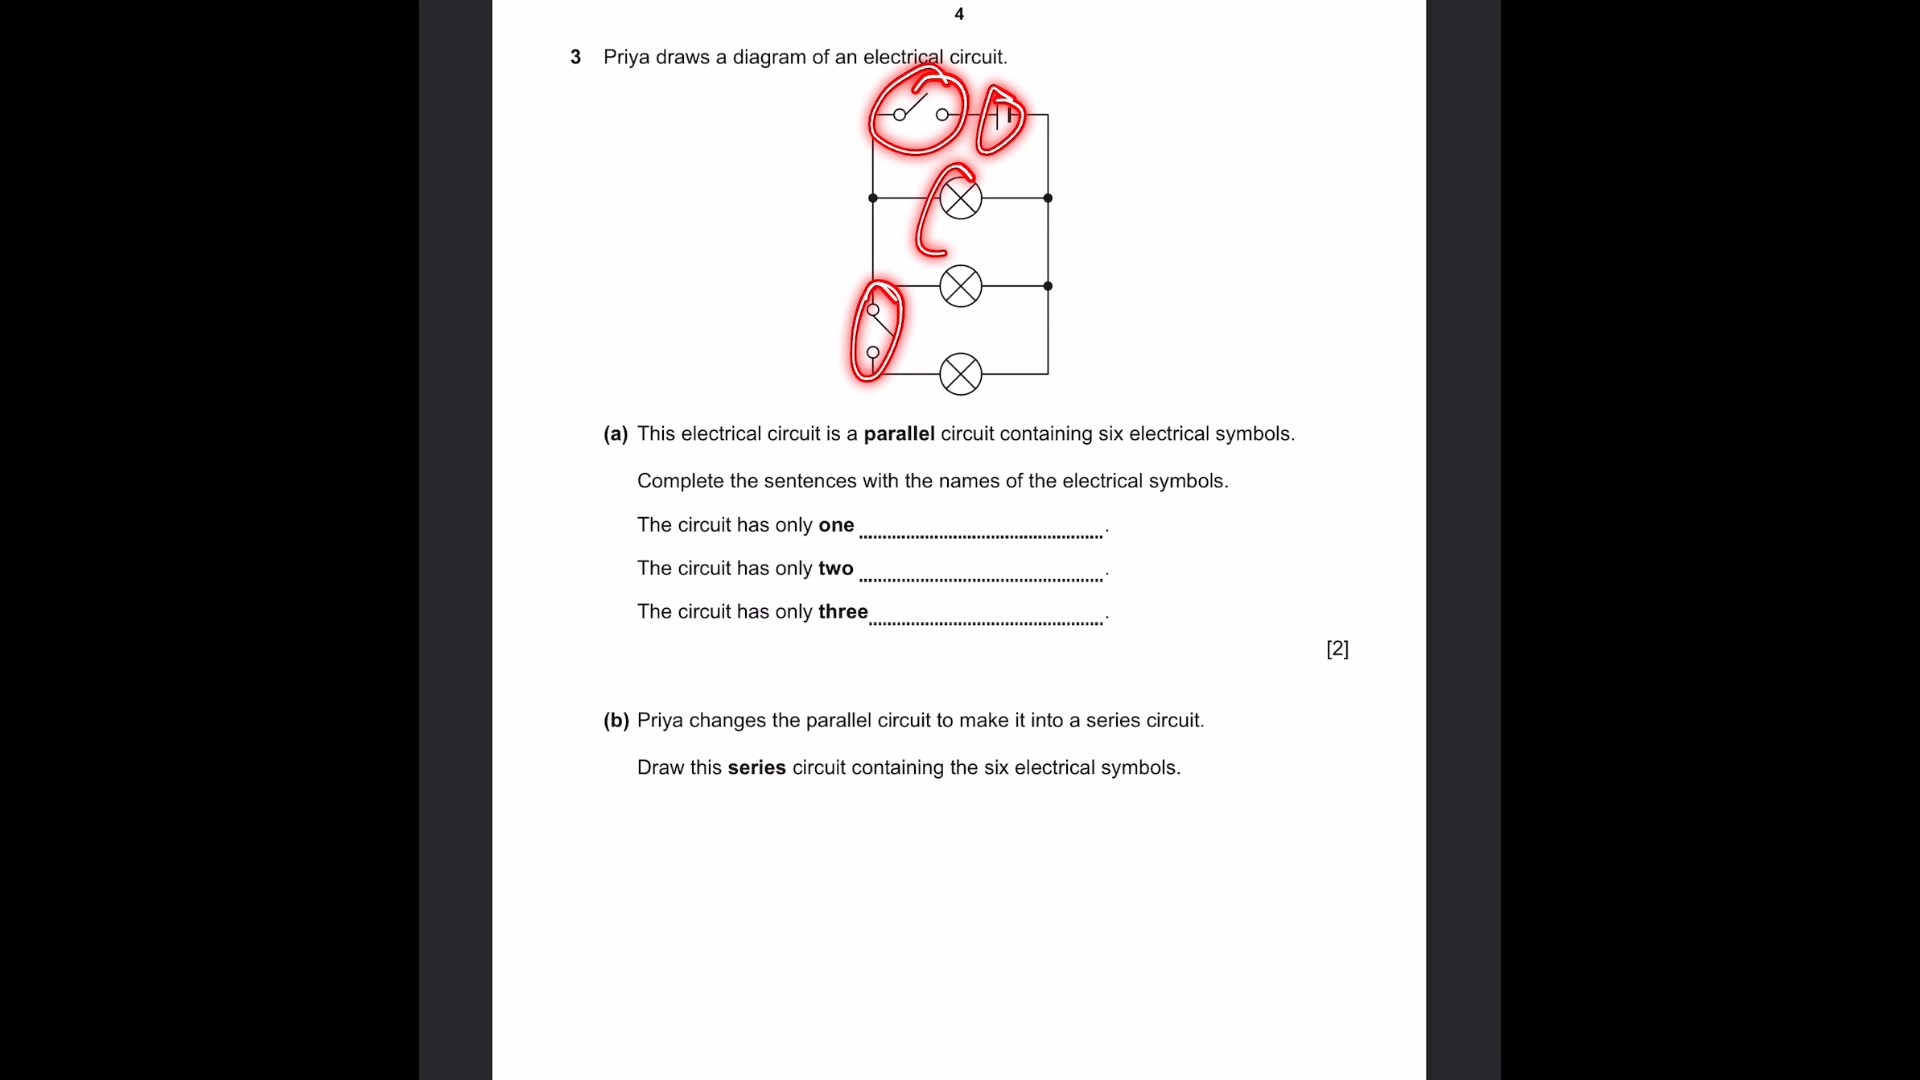 4
3 Priya draws a diagram of an electrical circuit.
(a) This electrical circuit is a parallel circuit containing six electrical symbols.
Complete the sentences with the names of the electrical symbols.
The circuit has only one ........................................ .
The circuit has only two ........................................ .
The circuit has only three ........................................ .
[2]
(b) Priya changes the parallel circuit to make it into a series circuit.
Draw this series circuit containing the six electrical symbols.